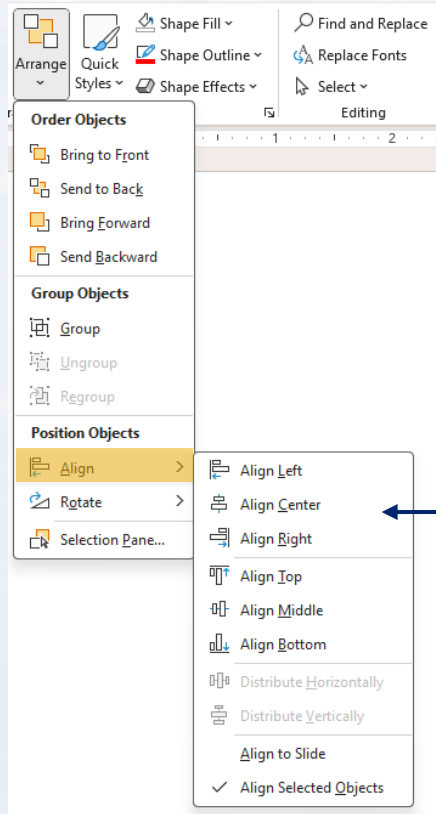 Arrange
Quick
Styles
Shape Fill
Shape Outline
Shape Effects
Find and Replace
Replace Fonts
Select
Editing
1
2
Order Objects
Bring to Front
Send to Back
Bring Forward
Send Backward
Group Objects
Group
Ungroup
Regroup
Position Objects
Align
Rotate
Selection Pane...
Align Left
Align Center
Align Right
Align Top
Align Middle
Align Bottom
Distribute Horizontally
Distribute Vertically
Align to Slide
Align Selected Objects